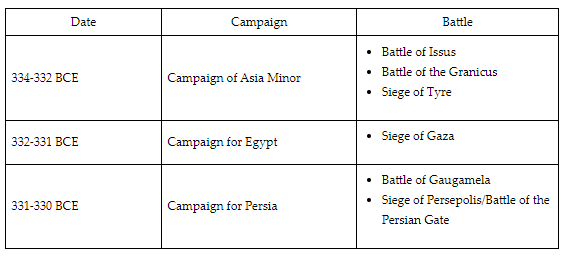 Date Campaign Battle
334-332 BCE Campaign of Asia Minor
• Battle of Issus
• Battle of the Granicus
• Siege of Tyre
332-331 BCE Campaign for Egypt
• Siege of Gaza
331-330 BCE Campaign for Persia
• Battle of Gaugamela
• Siege of Persepolis/Battle of the
Persian Gate